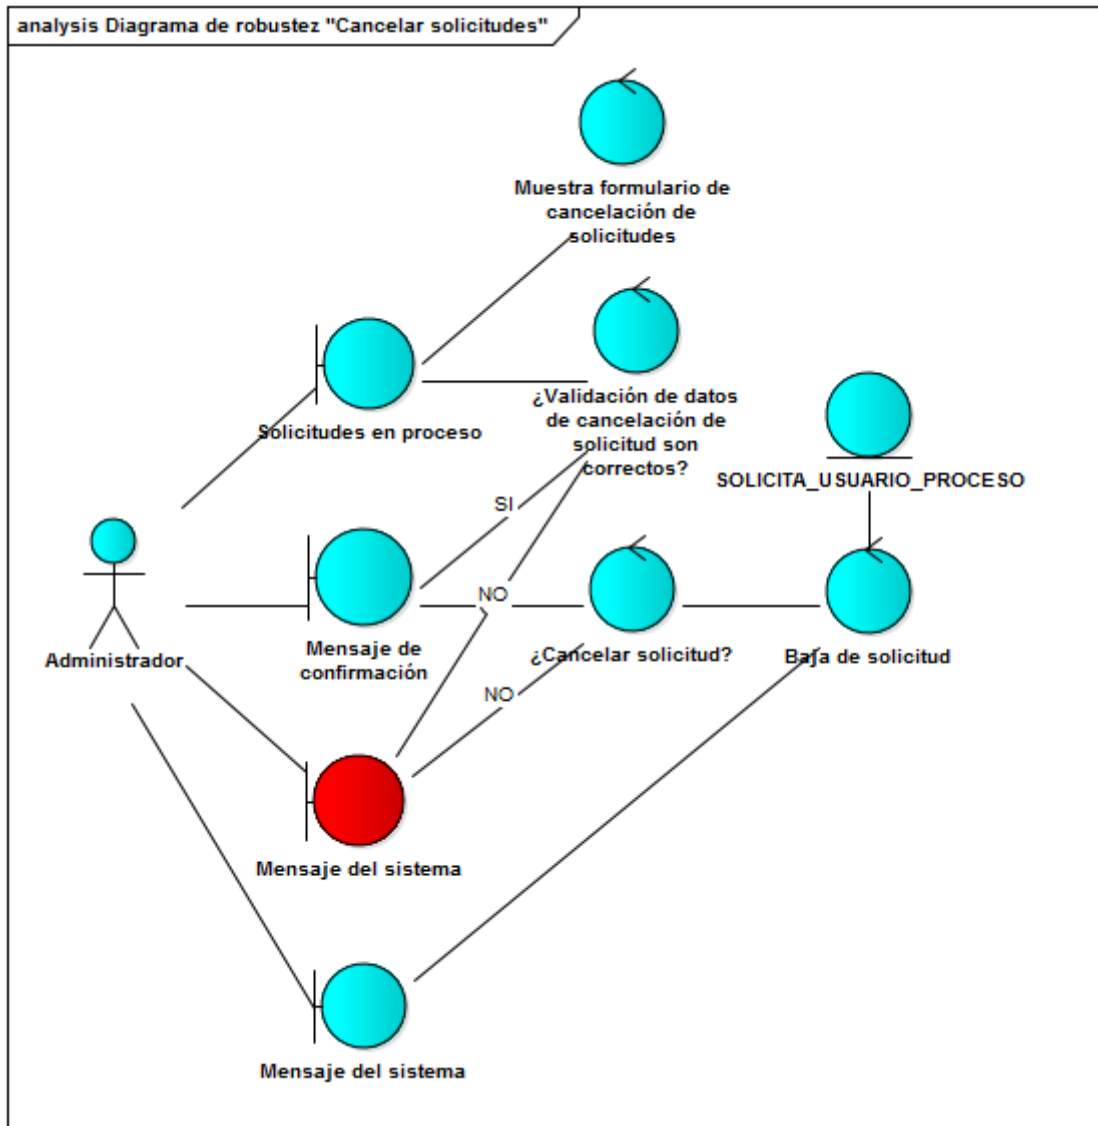 analysis Diagrama de robustez "Cancelar solicitudes"
Muestra formulario de
cancelación de
solicitudes
Solicitudes en proceso
¿Validación de datos
de cancelación de
solicitud son
correctos?
SOLICITA_USUARIO_PROCESO
SI
NO
Administrador
Mensaje de
confirmación
¿Cancelar solicitud?
Baja de solicitud
NO
Mensaje del sistema
Mensaje del sistema